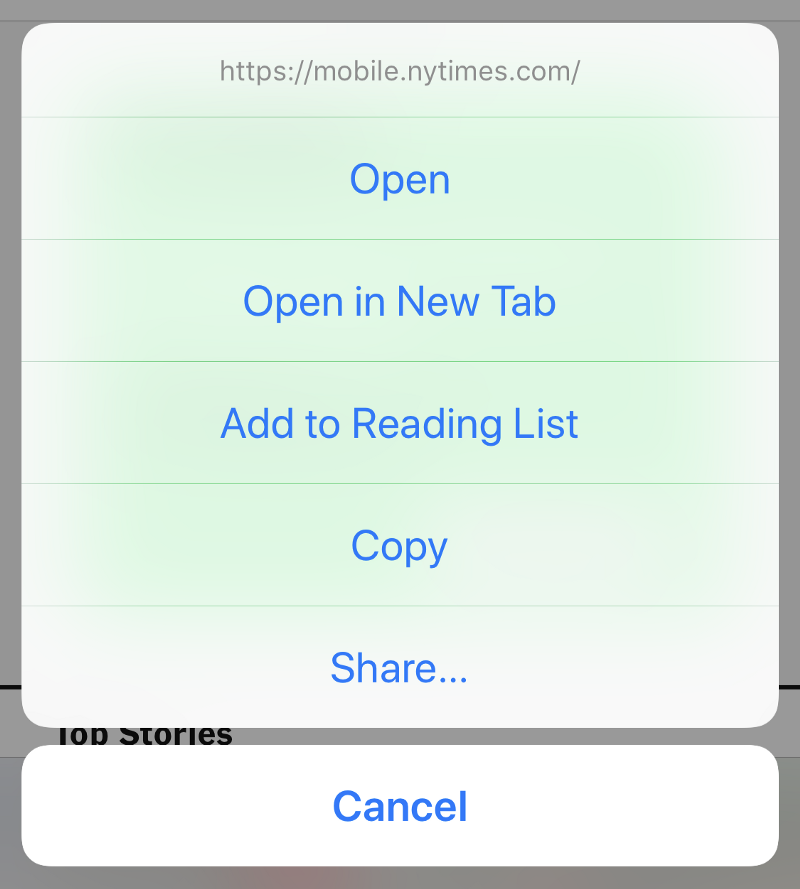 https://mobile.nytimes.com/
Open
Open in New Tab
Add to Reading List
Copy
Share...
Top Stories
Cancel